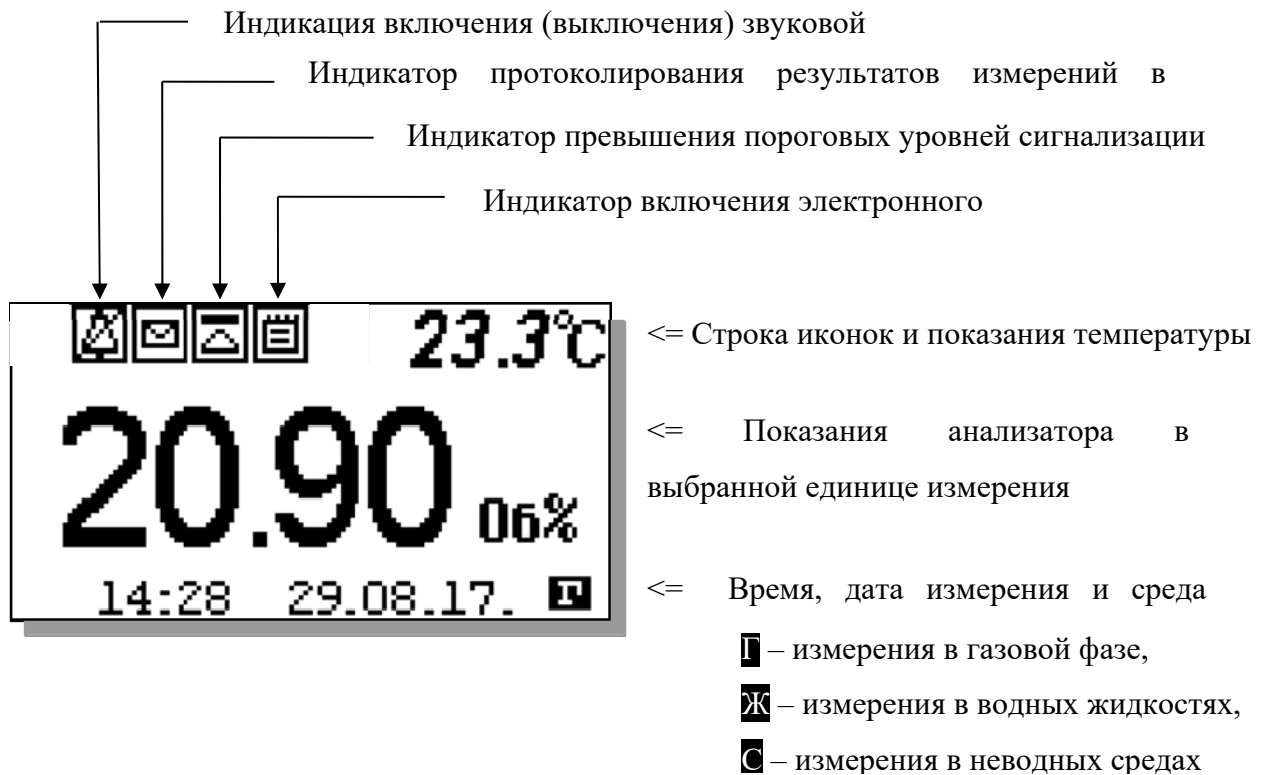 Индикация включения (выключения) звуковой
Индикатор протоколирования результатов измерений в
Индикатор превышения пороговых уровней сигнализации
Индикатор включения электронного
23.3°C
<= Строка иконок и показания температуры
20.90 Об%
<= Показания анализатора в
выбранной единице измерения
14:28 29.08.17. Г
<= Время, дата измерения и среда
Г – измерения в газовой фазе,
Ж – измерения в водных жидкостях,
С – измерения в неводных средах